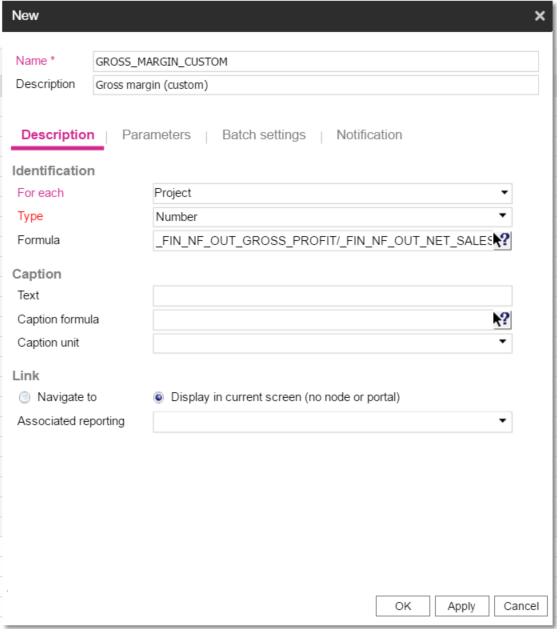 New
Name *
GROSS_MARGIN_CUSTOM
Description
Gross margin (custom)
Description | Parameters | Batch settings | Notification
Identification
For each
Project
Type
Number
Formula
_FIN_NF_OUT_GROSS_PROFIT/_FIN_NF_OUT_NET_SALES
Caption
Text
Caption formula
Caption unit
Link
Navigate to
Display in current screen (no node or portal)
Associated reporting
OK Apply Cancel